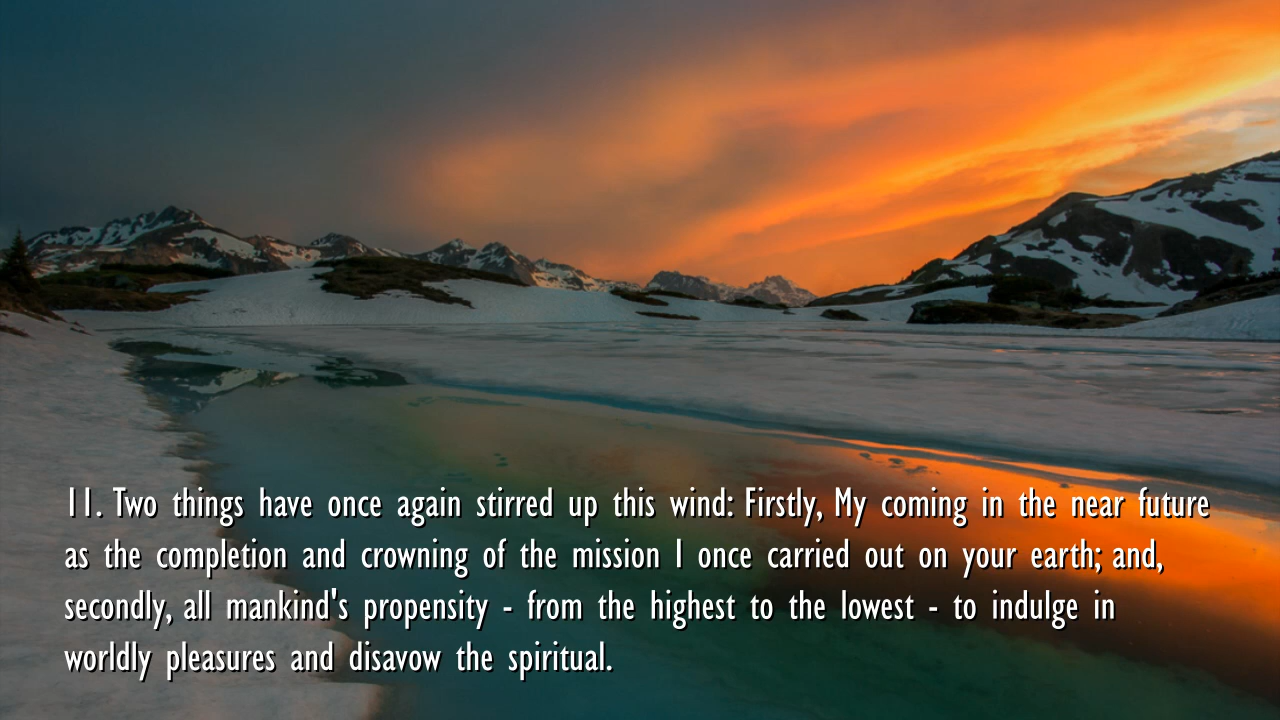 11. Two things have once again stirred up this wind: Firstly, My coming in the near future
as the completion and crowning of the mission I once carried out on your earth; and,
secondly, all mankind's propensity - from the highest to the lowest - to indulge in
worldly pleasures and disavow the spiritual.